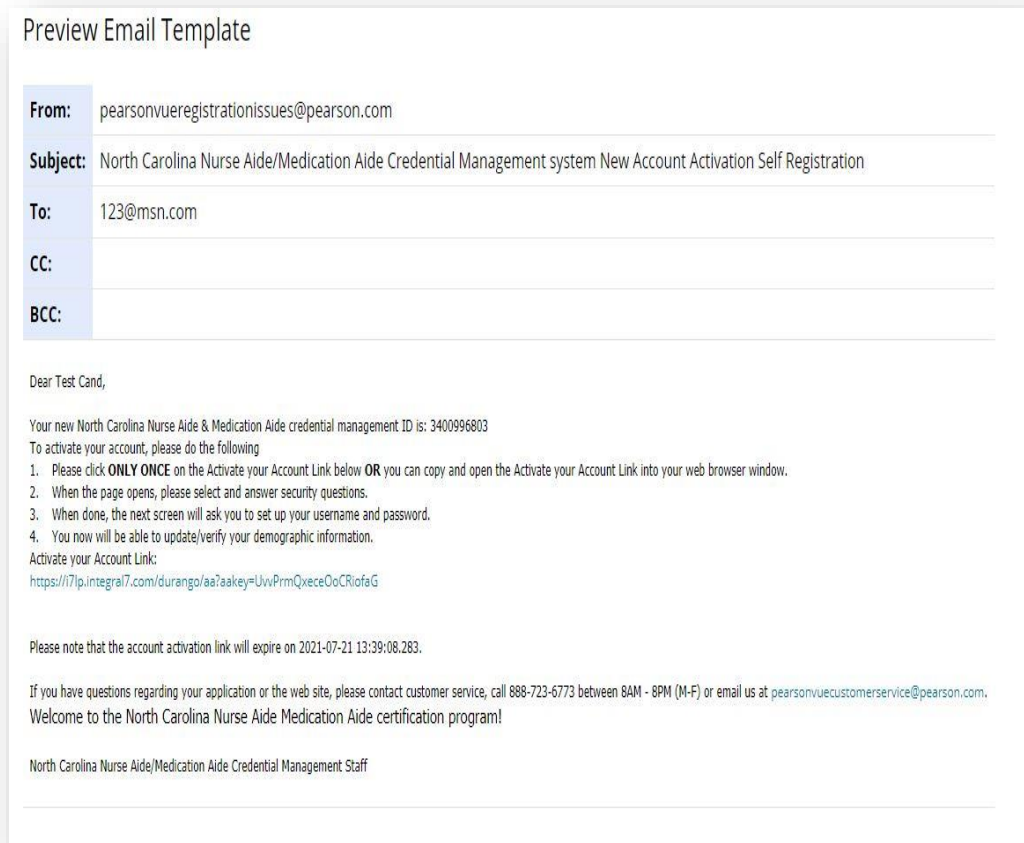 Preview Email Template
From: pearsonvueregistrationissues@pearson.com
Subject: North Carolina Nurse Aide/Medication Aide Credential Management system New Account Activation Self Registration
To: 123@msn.com
CC:
BCC:
Dear Test Cand,
Your new North Carolina Nurse Aide & Medication Aide credential management ID is: 3400996803
To activate your account, please do the following
1. Please click ONLY ONCE on the Activate your Account Link below OR you can copy and open the Activate your Account Link into your web browser window.
2. When the page opens, please select and answer security questions.
3. When done, the next screen will ask you to set up your username and password.
4. You now will be able to update/verify your demographic information.
Activate your Account Link:
https://i7lp.integral7.com/durango/aa?aakey=UvvPrmQxeceOoCRiofaG
Please note that the account activation link will expire on 2021-07-21 13:39:08.283.
If you have questions regarding your application or the web site, please contact customer service, call 888-723-6773 between 8AM - 8PM (M-F) or email us at pearsonvuecustomerservice@pearson.com.
Welcome to the North Carolina Nurse Aide Medication Aide certification program!
North Carolina Nurse Aide/Medication Aide Credential Management Staff